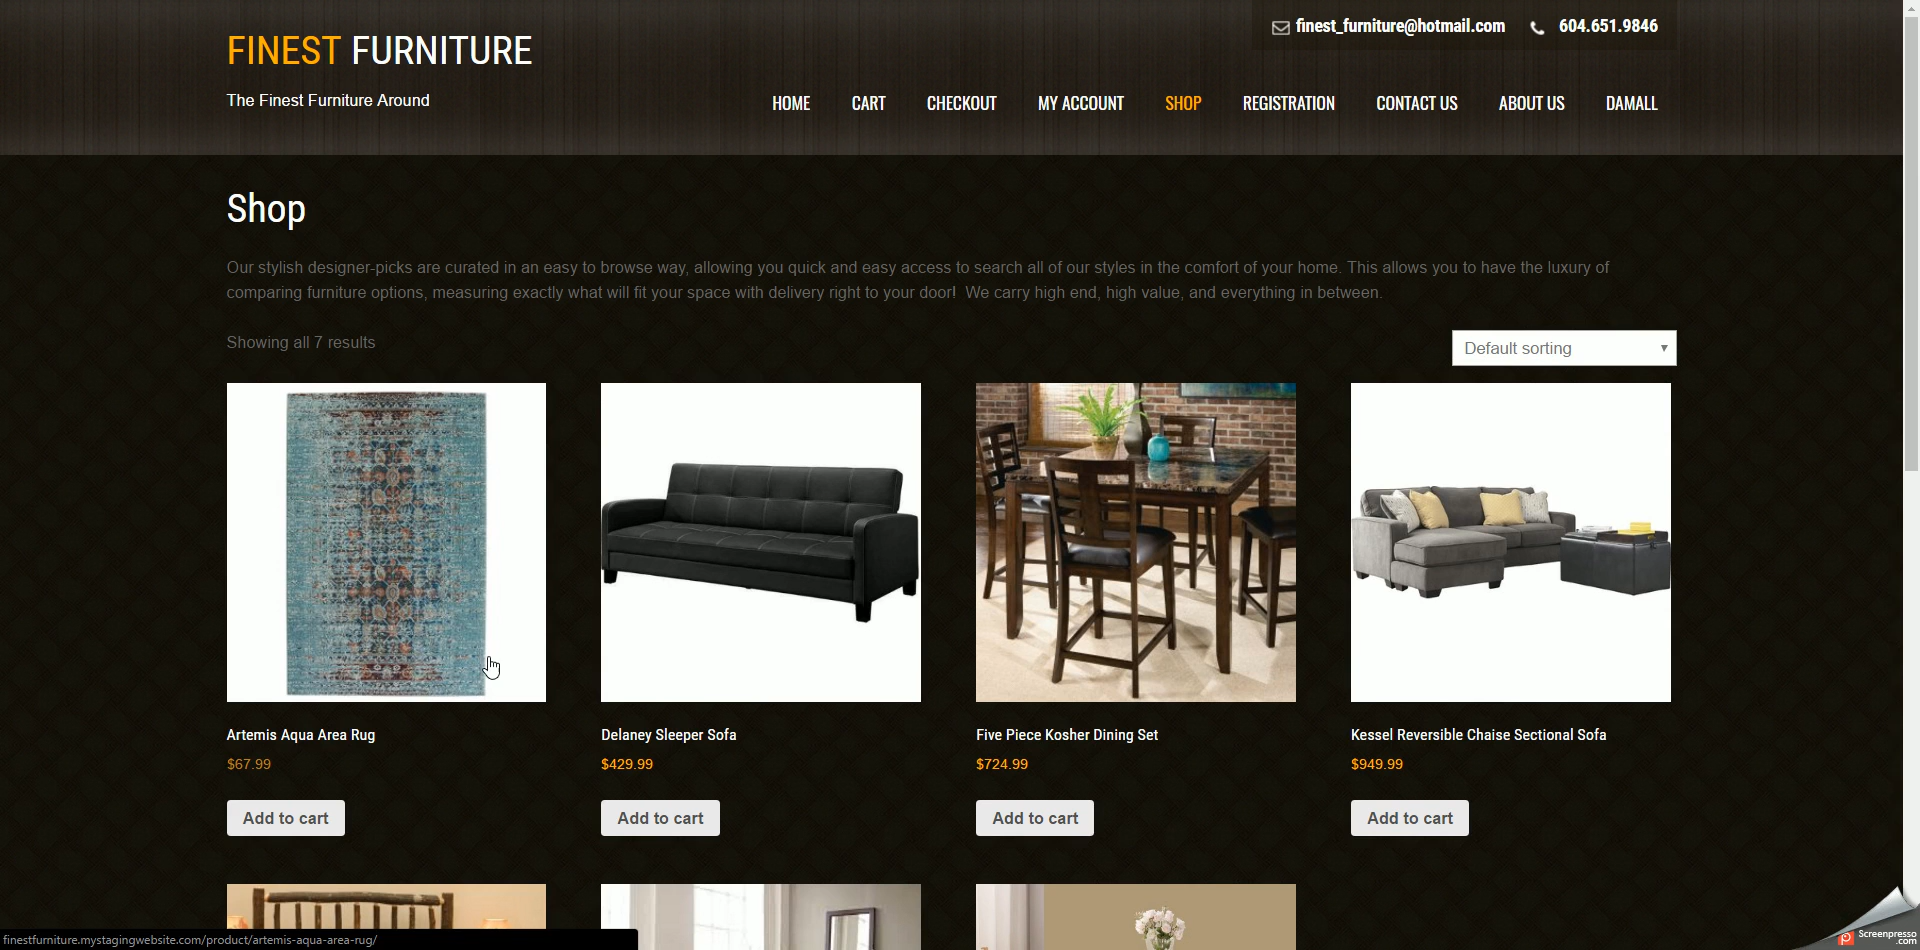 finest_furniture@hotmail.com 604.651.9846
FINEST FURNITURE
The Finest Furniture Around
HOME CART CHECKOUT MY ACCOUNT SHOP REGISTRATION CONTACT US ABOUT US DAMALL
Shop
Our stylish designer-picks are curated in an easy to browse way, allowing you quick and easy access to search all of our styles in the comfort of your home. This allows you to have the luxury of
comparing furniture options, measuring exactly what will fit your space with delivery right to your door!  We carry high end, high value, and everything in between.
Showing all 7 results
Default sorting
Artemis Aqua Area Rug
$67.99
Add to cart
Delaney Sleeper Sofa
$429.99
Add to cart
Five Piece Kosher Dining Set
$724.99
Add to cart
Kessel Reversible Chaise Sectional Sofa
$949.99
Add to cart
finestfurniture.mystagingwebsite.com/product/artemis-aqua-area-rug/
Screenpresso
.com